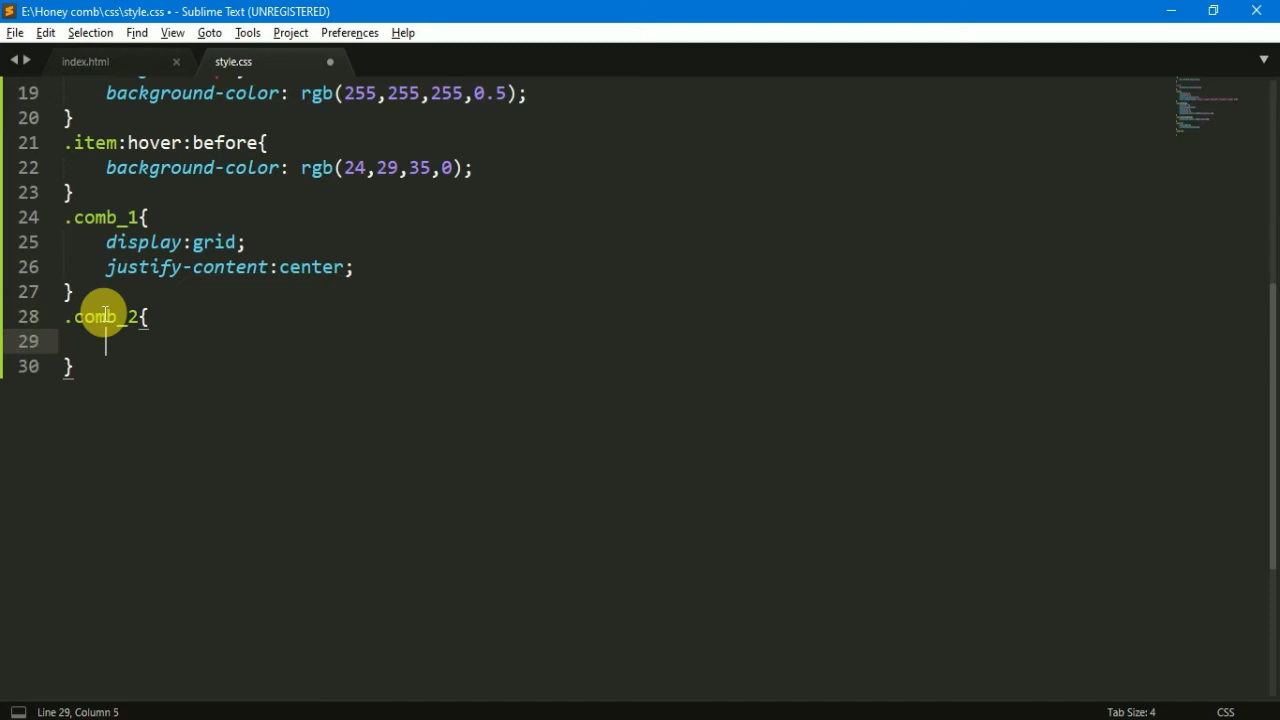 E:\Honey comb\css\style.css • - Sublime Text (UNREGISTERED)
File Edit Selection Find View Goto Tools Project Preferences Help
index.html style.css
19 background-color: rgb(255,255,255,0.5);
20 }
21 .item:hover:before{
22 background-color: rgb(24,29,35,0);
23 }
24 .comb_1{
25 display:grid;
26 justify-content:center;
27 }
28 .comb_2{
29
30 }
Line 29, Column 5 Tab Size: 4 CSS